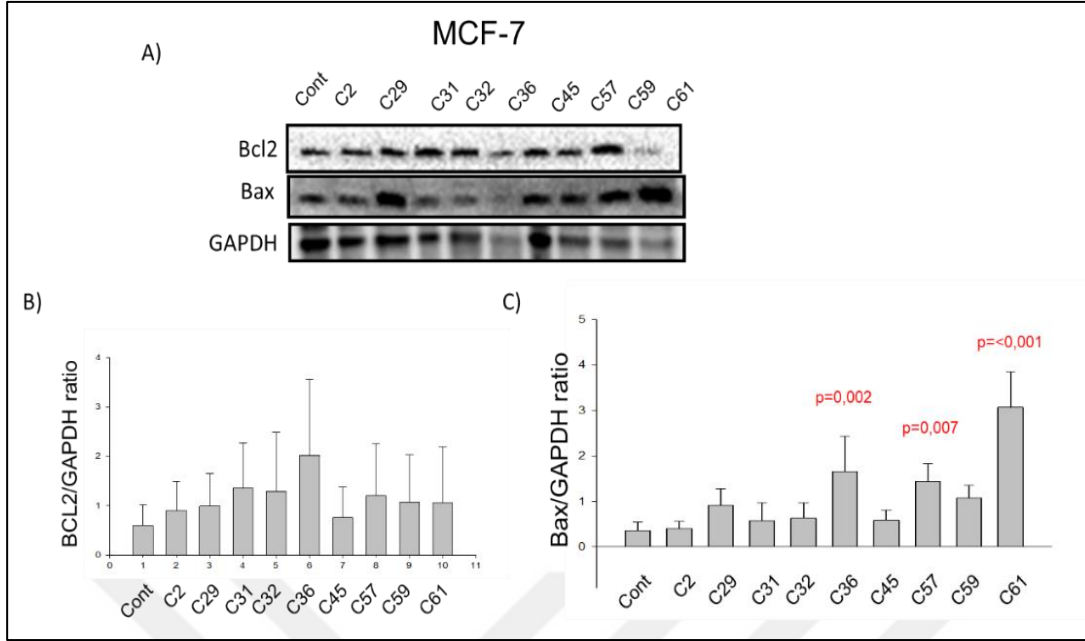 MCF-7
A)
Cont C2 C29 C31 C32 C36 C45 C57 C59 C61
Bcl2
Bax
GAPDH
B)
BCL2/GAPDH ratio
4
3
2
1
0
0 1 2 3 4 5 6 7 8 9 10 11
Cont C2 C29 C31 C32 C36 C45 C57 C59 C61
C)
Bax/GAPDH ratio
5
4
3
2
1
0
p=0,002
p=0,007
p=<0,001
Cont C2 C29 C31 C32 C36 C45 C57 C59 C61